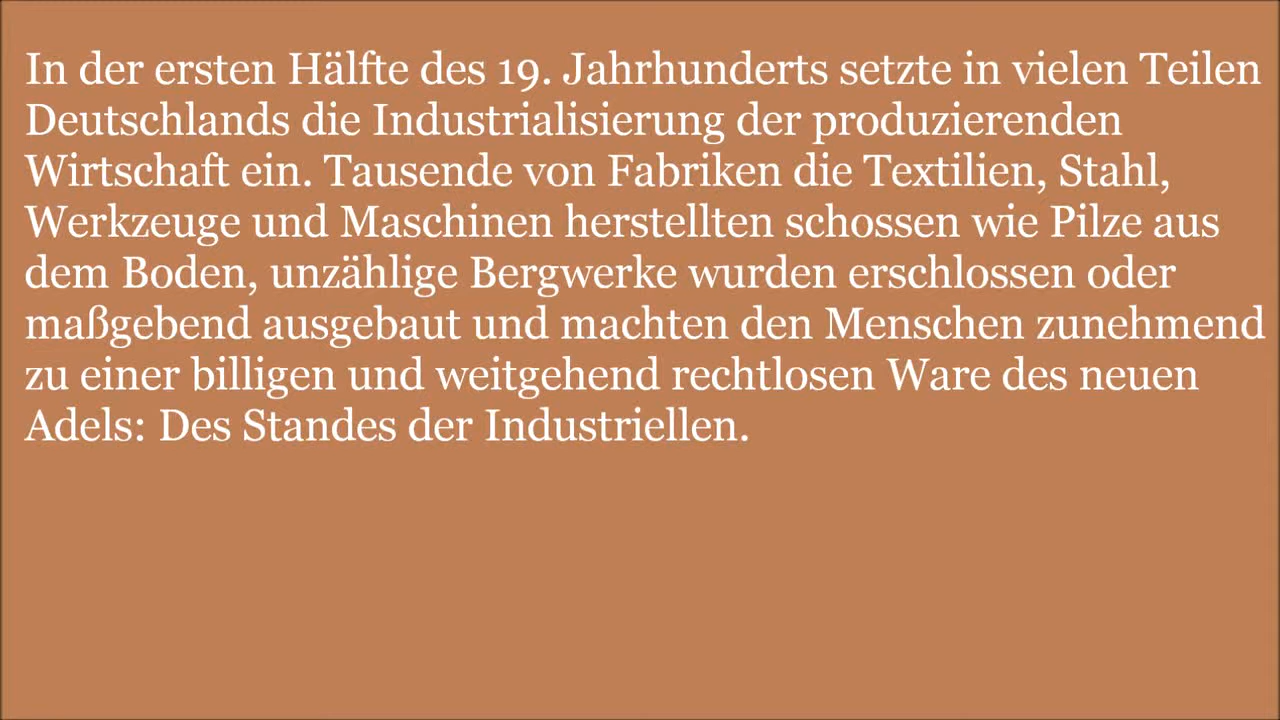 In der ersten Hälfte des 19. Jahrhunderts setzte in vielen Teilen
Deutschlands die Industrialisierung der produzierenden
Wirtschaft ein. Tausende von Fabriken die Textilien, Stahl,
Werkzeuge und Maschinen herstellten schossen wie Pilze aus
dem Boden, unzählige Bergwerke wurden erschlossen oder
maßgebend ausgebaut und machten den Menschen zunehmend
zu einer billigen und weitgehend rechtlosen Ware des neuen
Adels: Des Standes der Industriellen.